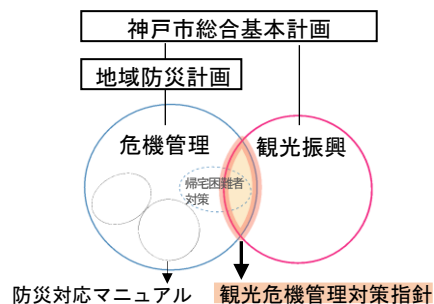 神戸市総合基本計画
地域防災計画
危機管理
観光振興
帰宅困難者
対策
防災対応マニュアル
観光危機管理対策指針